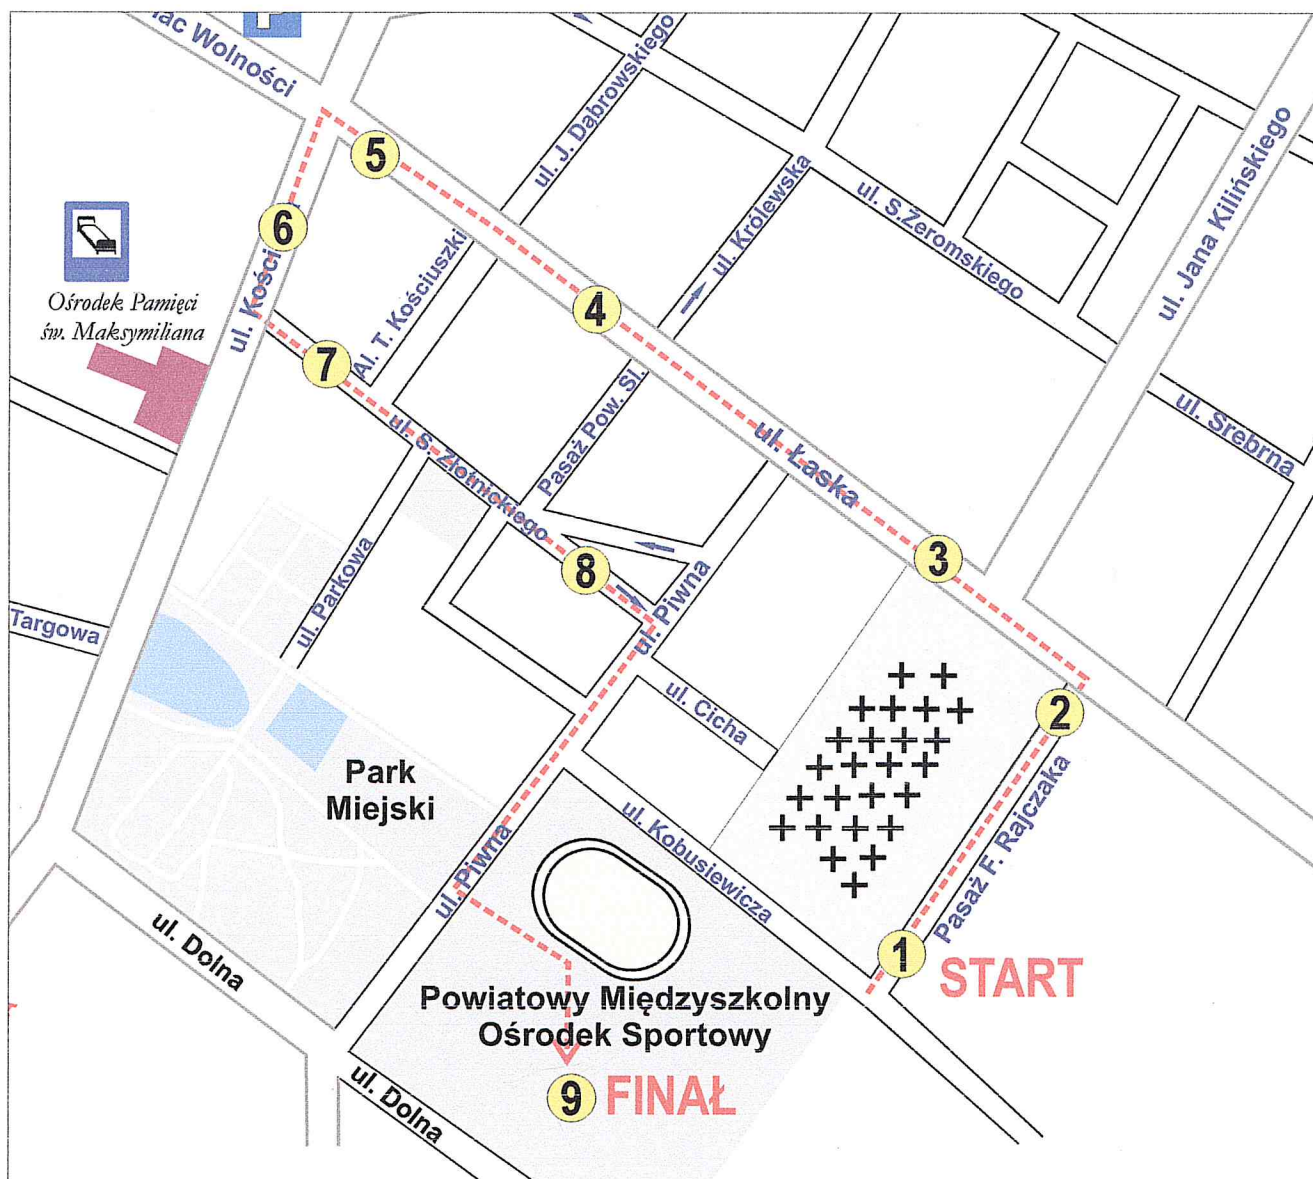 P
Plac Wolności
5
ul. J. Dąbrowskiego
ul. Królewska
ul. S.Żeromskiego
ul. Jana Kilińskiego
6
ul. Kości
Ośrodek Pamięci
św. Maksymiliana
Al. T. Kościuszki
4
7
ul. S. Złotnickiego
Pasaż Pow. Śl.
ul. Łaska
ul. Srebrna
3
8
ul. Parkowa
ul. Piwna
Targowa
ul. Cicha
2
Park
Miejski
ul. Kobusiewicza
Pasaż F. Rajczaka
ul. Piwna
ul. Dolna
1
START
Powiatowy Międzyszkolny
Ośrodek Sportowy
9 FINAŁ
ul. Dolna